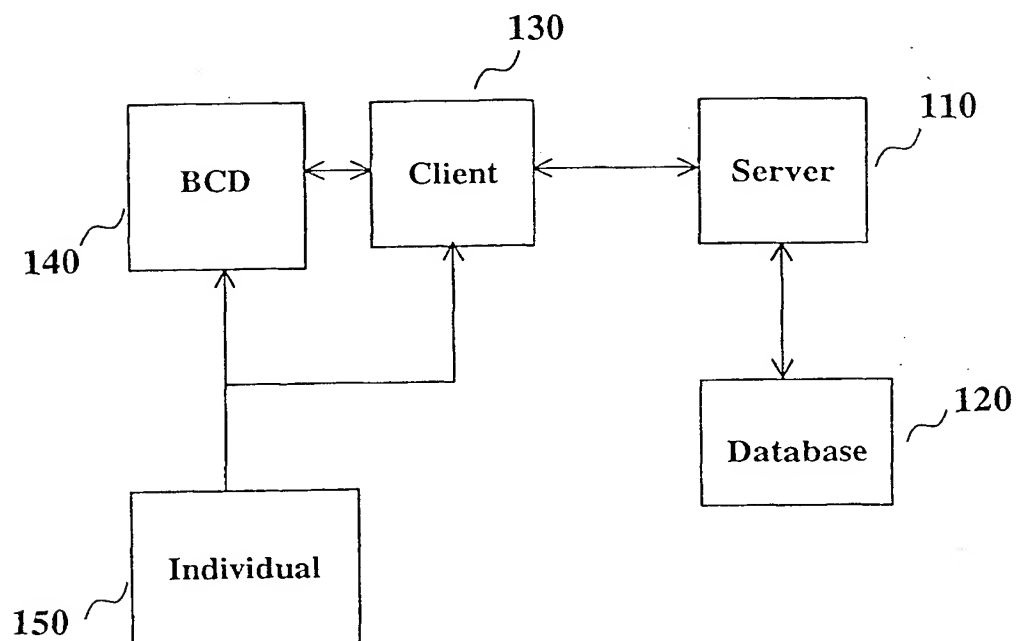 130
110
BCD
Client
Server
140
120
Database
Individual
150